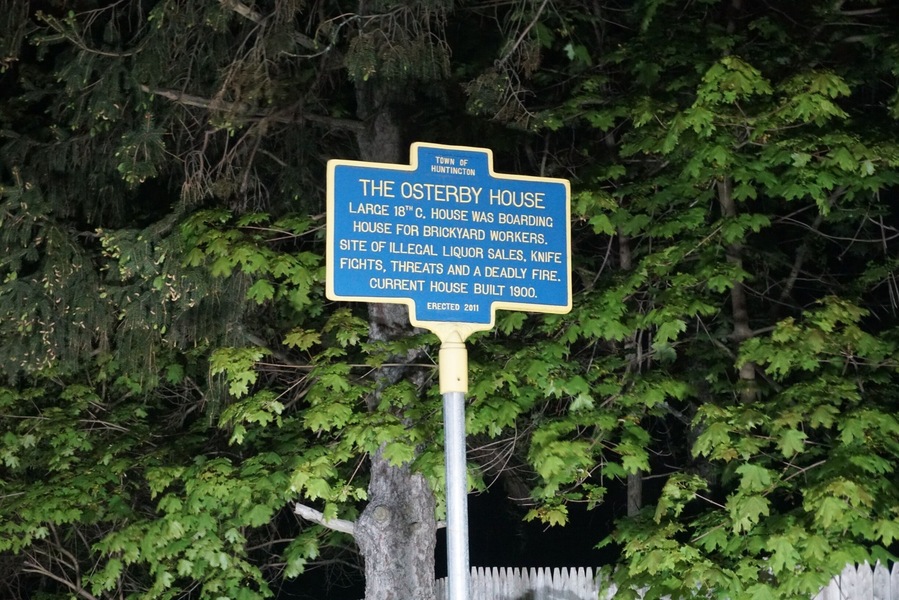 TOWN OF
HUNTINGTON
THE OSTERBY HOUSE
LARGE 18TH C. HOUSE WAS BOARDING
HOUSE FOR BRICKYARD WORKERS.
SITE OF ILLEGAL LIQUOR SALES, KNIFE
FIGHTS, THREATS AND A DEADLY FIRE.
CURRENT HOUSE BUILT 1900.
ERECTED 2011